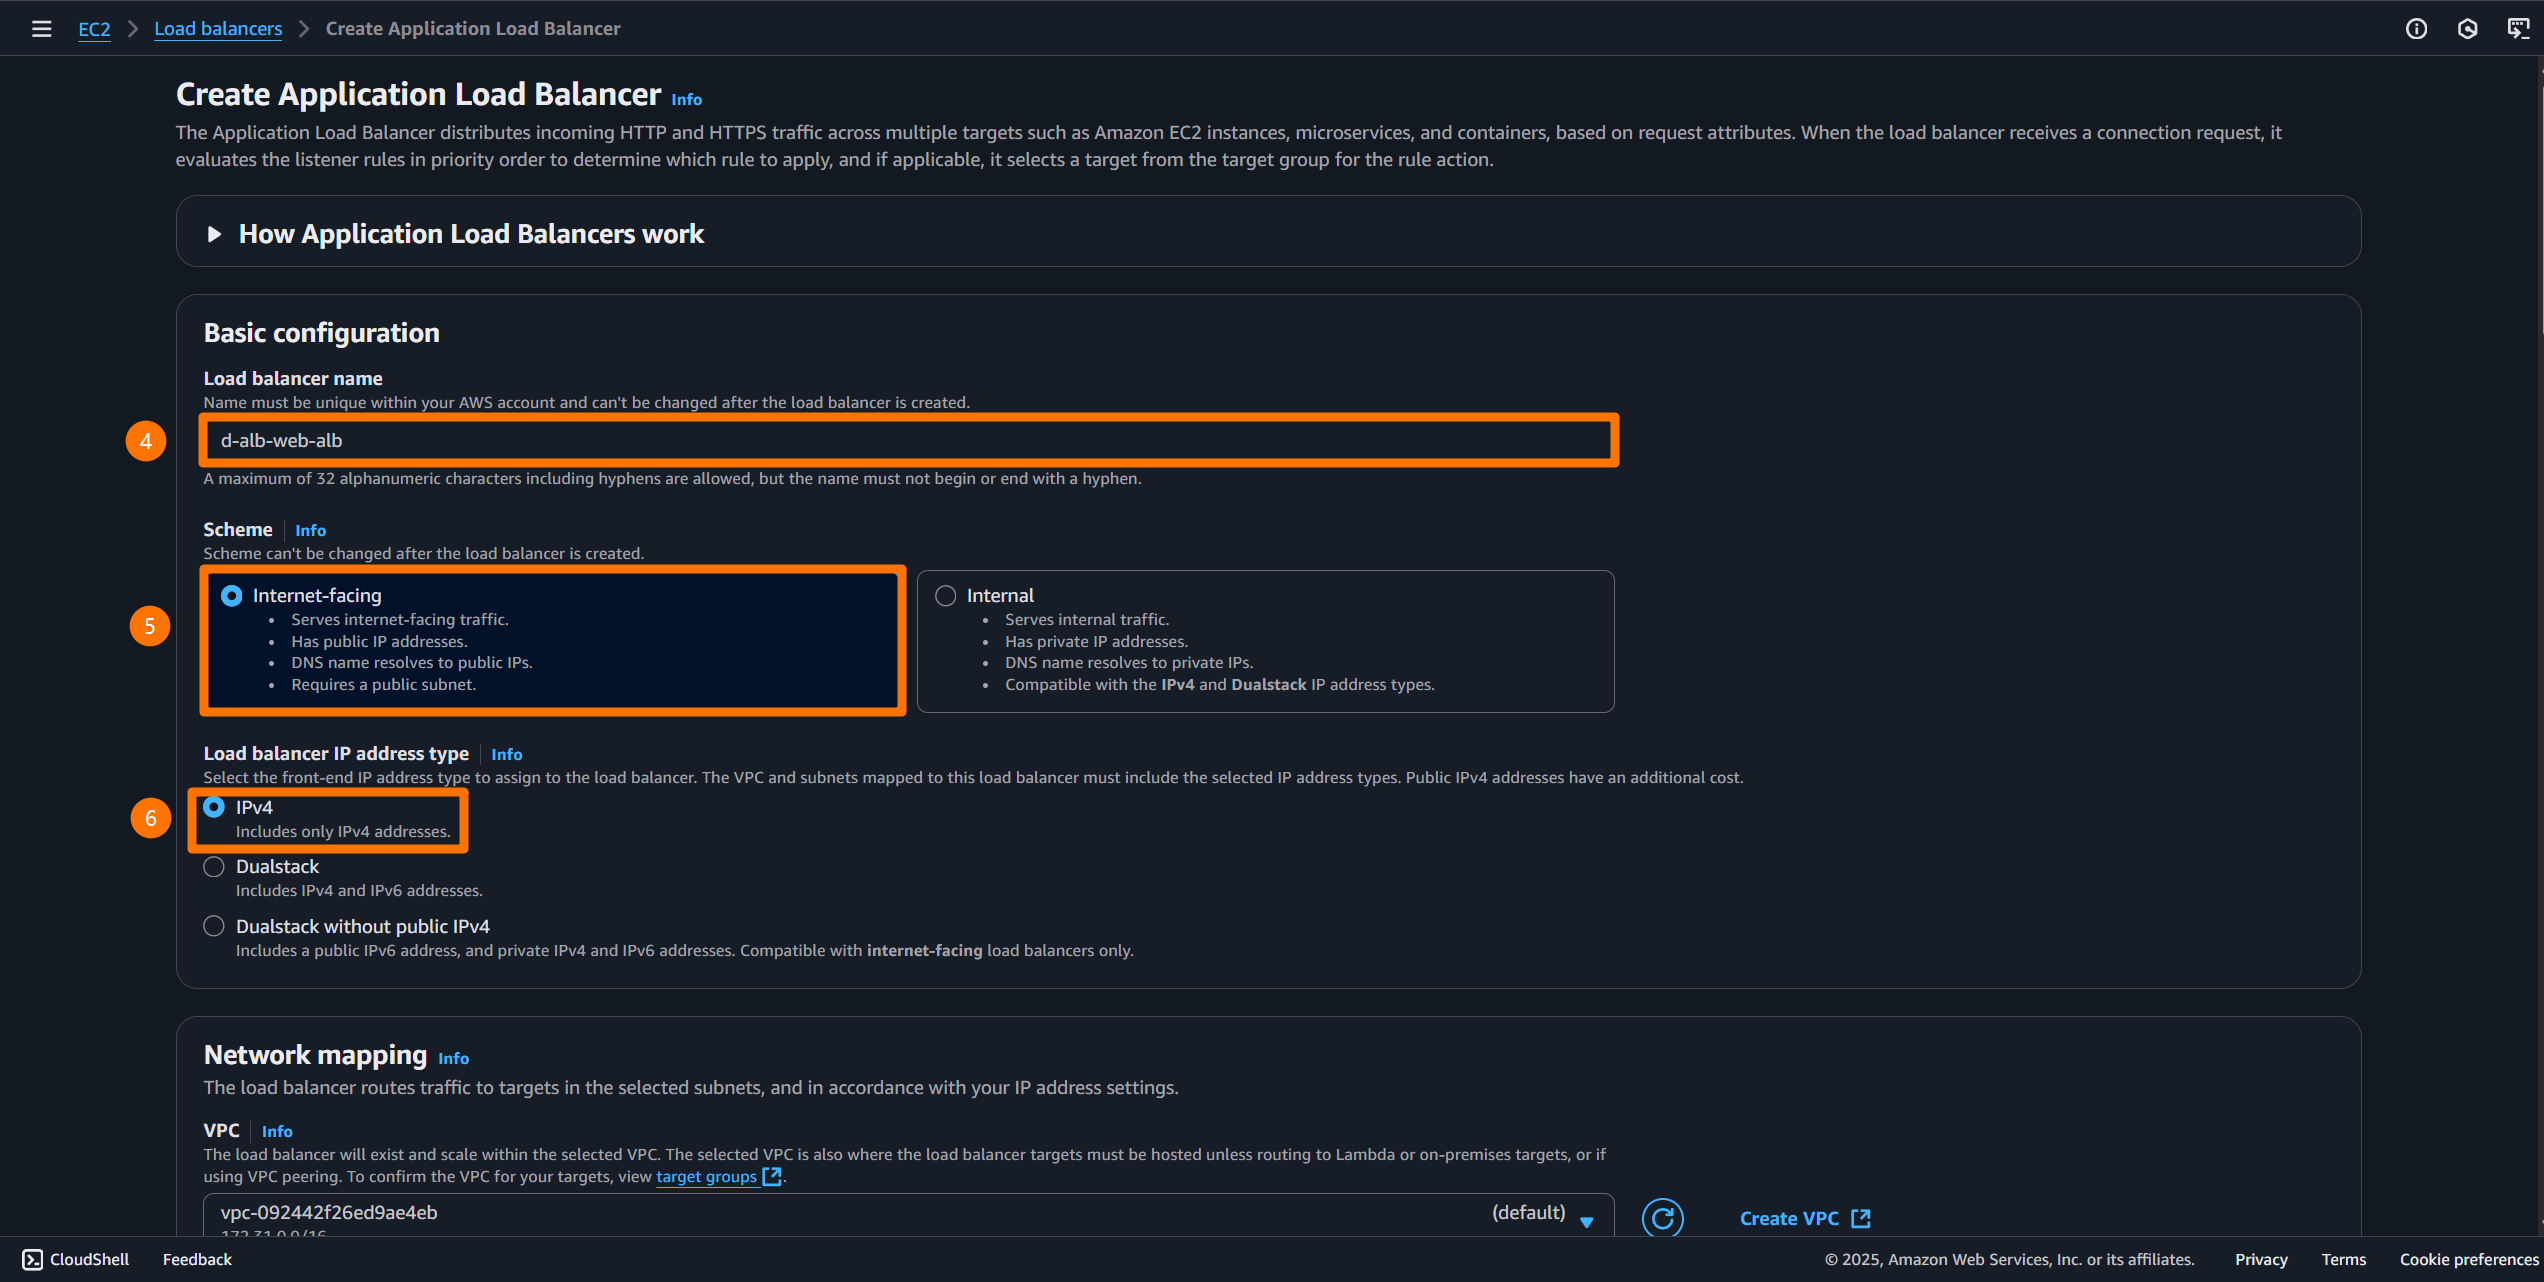 EC2 > Load balancers > Create Application Load Balancer
Create Application Load Balancer Info
The Application Load Balancer distributes incoming HTTP and HTTPS traffic across multiple targets such as Amazon EC2 instances, microservices, and containers, based on request attributes. When the load balancer receives a connection request, it
evaluates the listener rules in priority order to determine which rule to apply, and if applicable, it selects a target from the target group for the rule action.
How Application Load Balancers work
Basic configuration
Load balancer name
Name must be unique within your AWS account and can't be changed after the load balancer is created.
4
d-alb-web-alb
A maximum of 32 alphanumeric characters including hyphens are allowed, but the name must not begin or end with a hyphen.
Scheme Info
Scheme can't be changed after the load balancer is created.
5
Internet-facing
• Serves internet-facing traffic.
• Has public IP addresses.
• DNS name resolves to public IPs.
• Requires a public subnet.
Internal
• Serves internal traffic.
• Has private IP addresses.
• DNS name resolves to private IPs.
• Compatible with the IPv4 and Dualstack IP address types.
Load balancer IP address type Info
Select the front-end IP address type to assign to the load balancer. The VPC and subnets mapped to this load balancer must include the selected IP address types. Public IPv4 addresses have an additional cost.
6
IPv4
Includes only IPv4 addresses.
Dualstack
Includes IPv4 and IPv6 addresses.
Dualstack without public IPv4
Includes a public IPv6 address, and private IPv4 and IPv6 addresses. Compatible with internet-facing load balancers only.
Network mapping Info
The load balancer routes traffic to targets in the selected subnets, and in accordance with your IP address settings.
VPC Info
The load balancer will exist and scale within the selected VPC. The selected VPC is also where the load balancer targets must be hosted unless routing to Lambda or on-premises targets, or if
using VPC peering. To confirm the VPC for your targets, view target groups.
vpc-092442f26ed9ae4eb (default)
172.31.0.0/16
Create VPC
CloudShell Feedback © 2025, Amazon Web Services, Inc. or its affiliates. Privacy Terms Cookie preferences